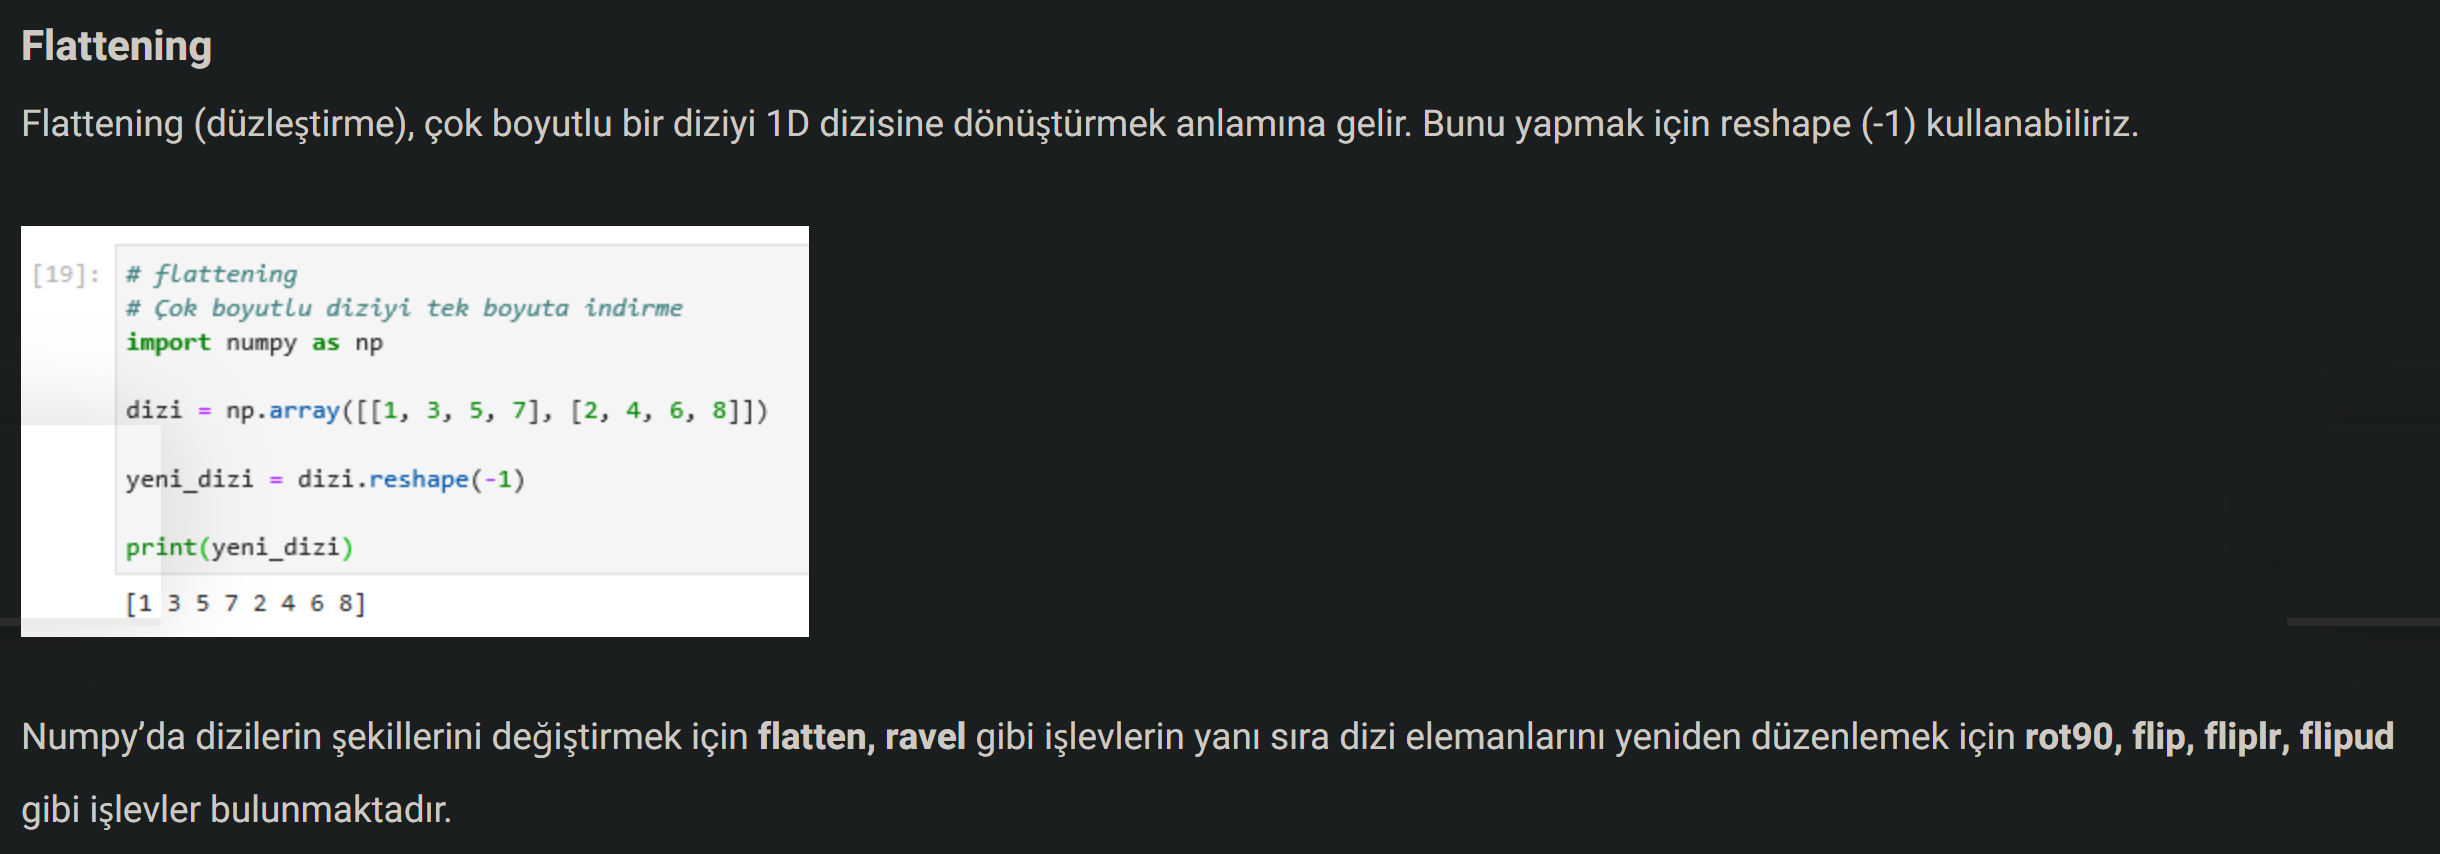 Flattening
Flattening (düzleştirme), çok boyutlu bir diziyi 1D dizisine dönüştürmek anlamına gelir. Bunu yapmak için reshape (-1) kullanabiliriz.
[19]: # flattening
# Çok boyutlu diziyi tek boyuta indirme
import numpy as np
dizi = np.array([[1, 3, 5, 7], [2, 4, 6, 8]])
yeni_dizi = dizi.reshape(-1)
print(yeni_dizi)
[1 3 5 7 2 4 6 8]
Numpy’da dizilerin şekillerini değiştirmek için flatten, ravel gibi işlevlerin yanı sıra dizi elemanlarını yeniden düzenlemek için rot90, flip, fliplr, flipud
gibi işlevler bulunmaktadır.